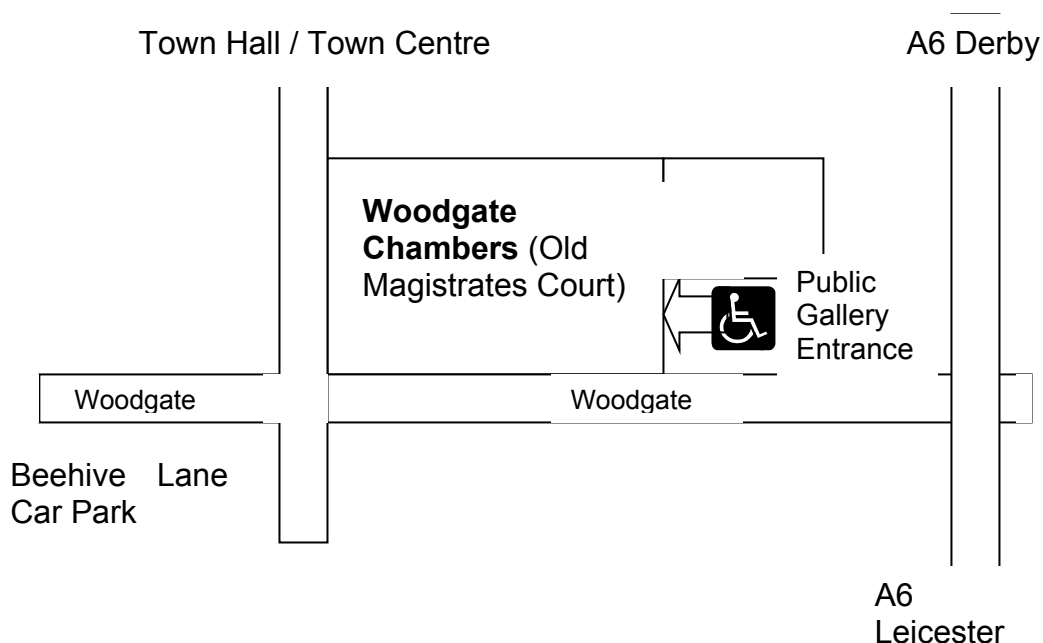 Town Hall / Town Centre
A6 Derby
Woodgate
Chambers (Old
Magistrates Court)
Public
Gallery
Entrance
Woodgate
Woodgate
Beehive Lane
Car Park
A6
Leicester